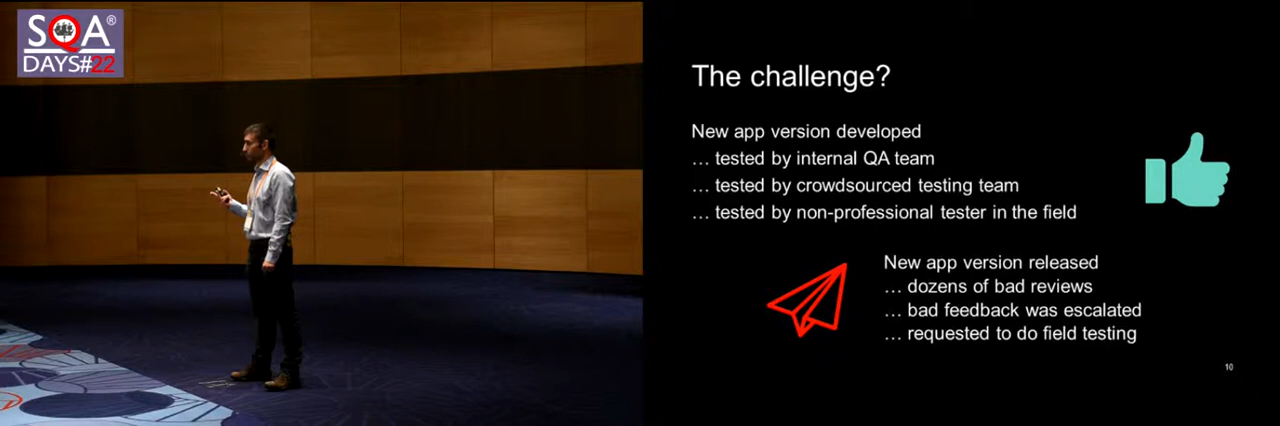 SQA®
DAYS#22
The challenge?
New app version developed
… tested by internal QA team
… tested by crowdsourced testing team
… tested by non-professional tester in the field
New app version released
… dozens of bad reviews
… bad feedback was escalated
… requested to do field testing
10